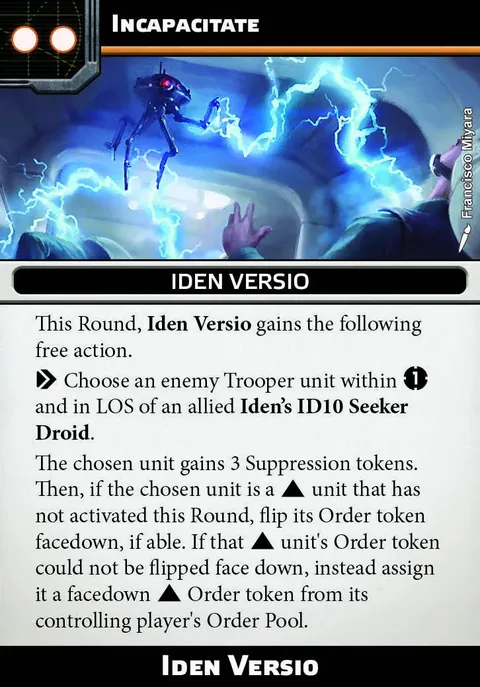 INCAPACITATE
Francisco Miyara
IDEN VERSIO
This Round, Iden Versio gains the following
free action.
Choose an enemy Trooper unit within 1
and in LOS of an allied Iden's ID10 Seeker
Droid.
The chosen unit gains 3 Suppression tokens.
Then, if the chosen unit is a ▲ unit that has
not activated this Round, flip its Order token
facedown, if able. If that ▲ unit's Order token
could not be flipped face down, instead assign
it a facedown ▲ Order token from its
controlling player's Order Pool.
IDEN VERSIO